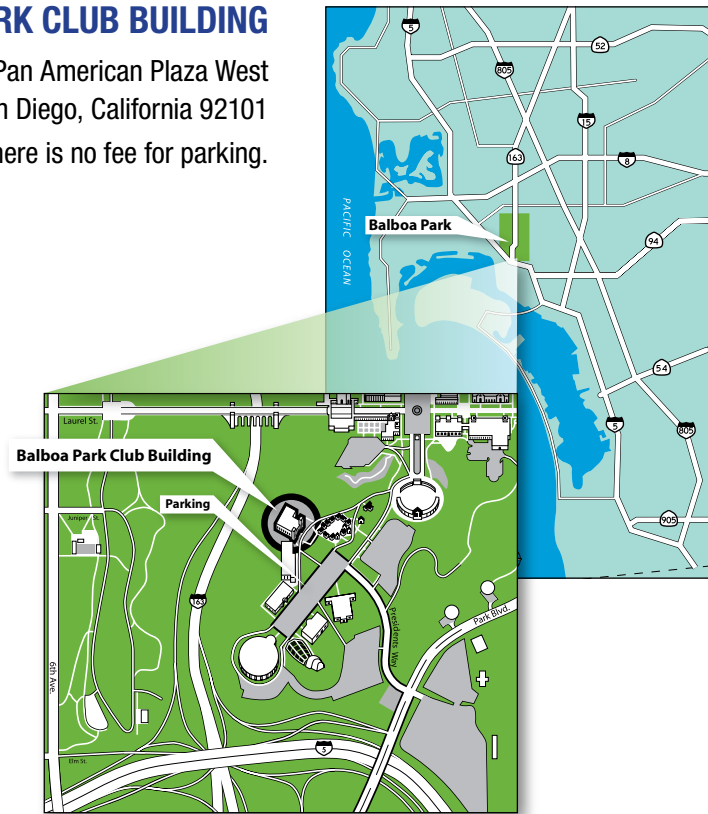 RK CLUB BUILDING
Pan American Plaza West
n Diego, California 92101
here is no fee for parking.
5
52
805
15
163
8
PACIFIC OCEAN
Balboa Park
94
54
5
805
905
Laurel St.
Balboa Park Club Building
Parking
Juniper St.
163
Presidents Way
Park Blvd.
6th Ave.
5
Elm St.